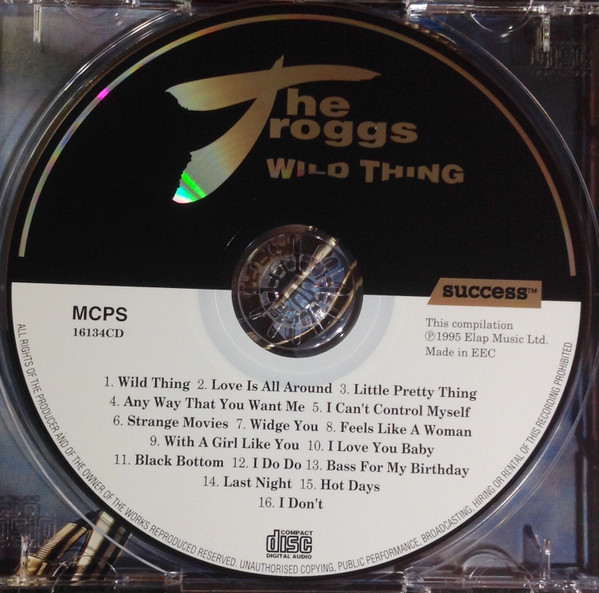 The
Troggs
WILD THING
success™
MCPS
16134CD
This compilation
℗1995 Elap Music Ltd.
Made in EEC
1. Wild Thing 2. Love Is All Around 3. Little Pretty Thing
4. Any Way That You Want Me 5. I Can't Control Myself
6. Strange Movies 7. Widge You 8. Feels Like A Woman
9. With A Girl Like You 10. I Love You Baby
11. Black Bottom 12. I Do Do 13. Bass For My Birthday
14. Last Night 15. Hot Days
16. I Don't
COMPACT
disc
DIGITAL AUDIO
ALL RIGHTS OF THE PRODUCER AND OF THE OWNER OF THE WORKS REPRODUCED RESERVED. UNAUTHORISED COPYING, PUBLIC PERFORMANCE, BROADCASTING, HIRING OR RENTAL OF THIS RECORDING PROHIBITED